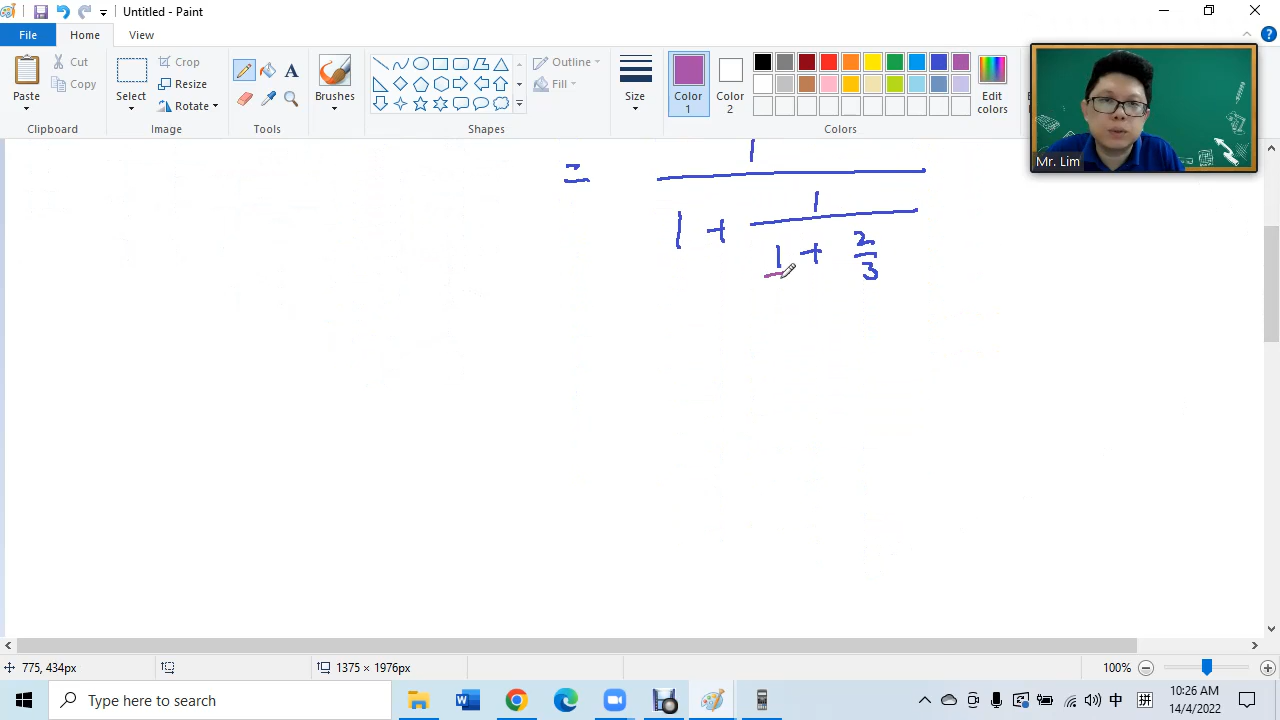 Untitled - Paint
File Home View
Paste Cut Copy Clipboard
Select Crop Resize Rotate Image
A Tools
Brushes
Outline Fill Shapes
Size
Color 1 Color 2 Edit colors Colors
Mr. Lim
= 1
1 + 1
1 + 2
3
775, 434px 1375 × 1976px 100%
Type here to search
W
中 拼
10:26 AM
14/4/2022